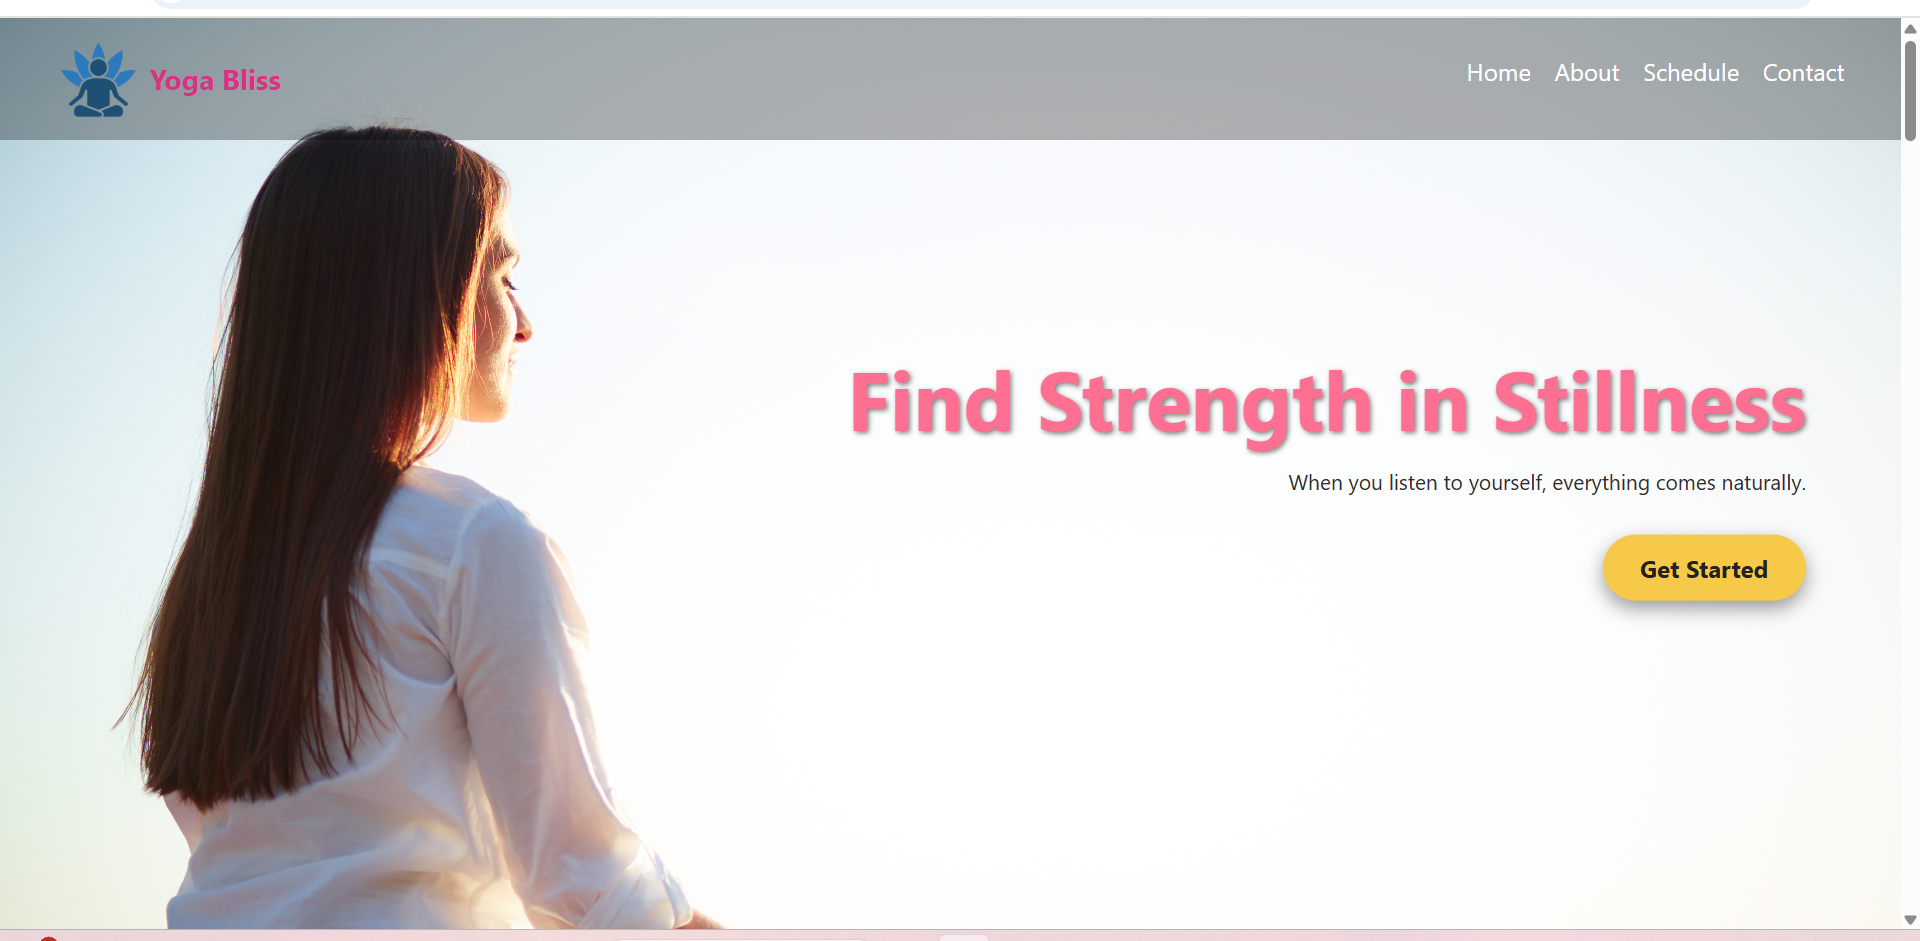 Yoga Bliss
Home About Schedule Contact
Find Strength in Stillness
When you listen to yourself, everything comes naturally.
Get Started